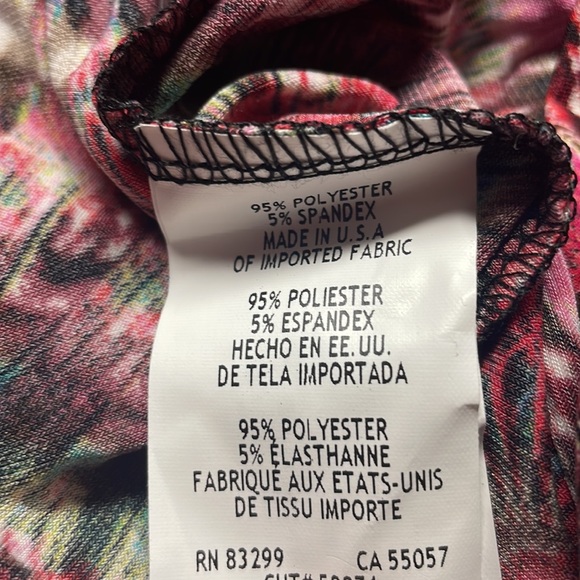 95% POLYESTER
5% SPANDEX
MADE IN U.S.A
OF IMPORTED FABRIC
95% POLIESTER
5% ESPANDEX
HECHO EN EE.UU.
DE TELA IMPORTADA
95% POLYESTER
5% ÉLASTHANNE
FABRIQUÉ AUX ETATS-UNIS
DE TISSU IMPORTE
RN 83299 CA 55057
CUT#